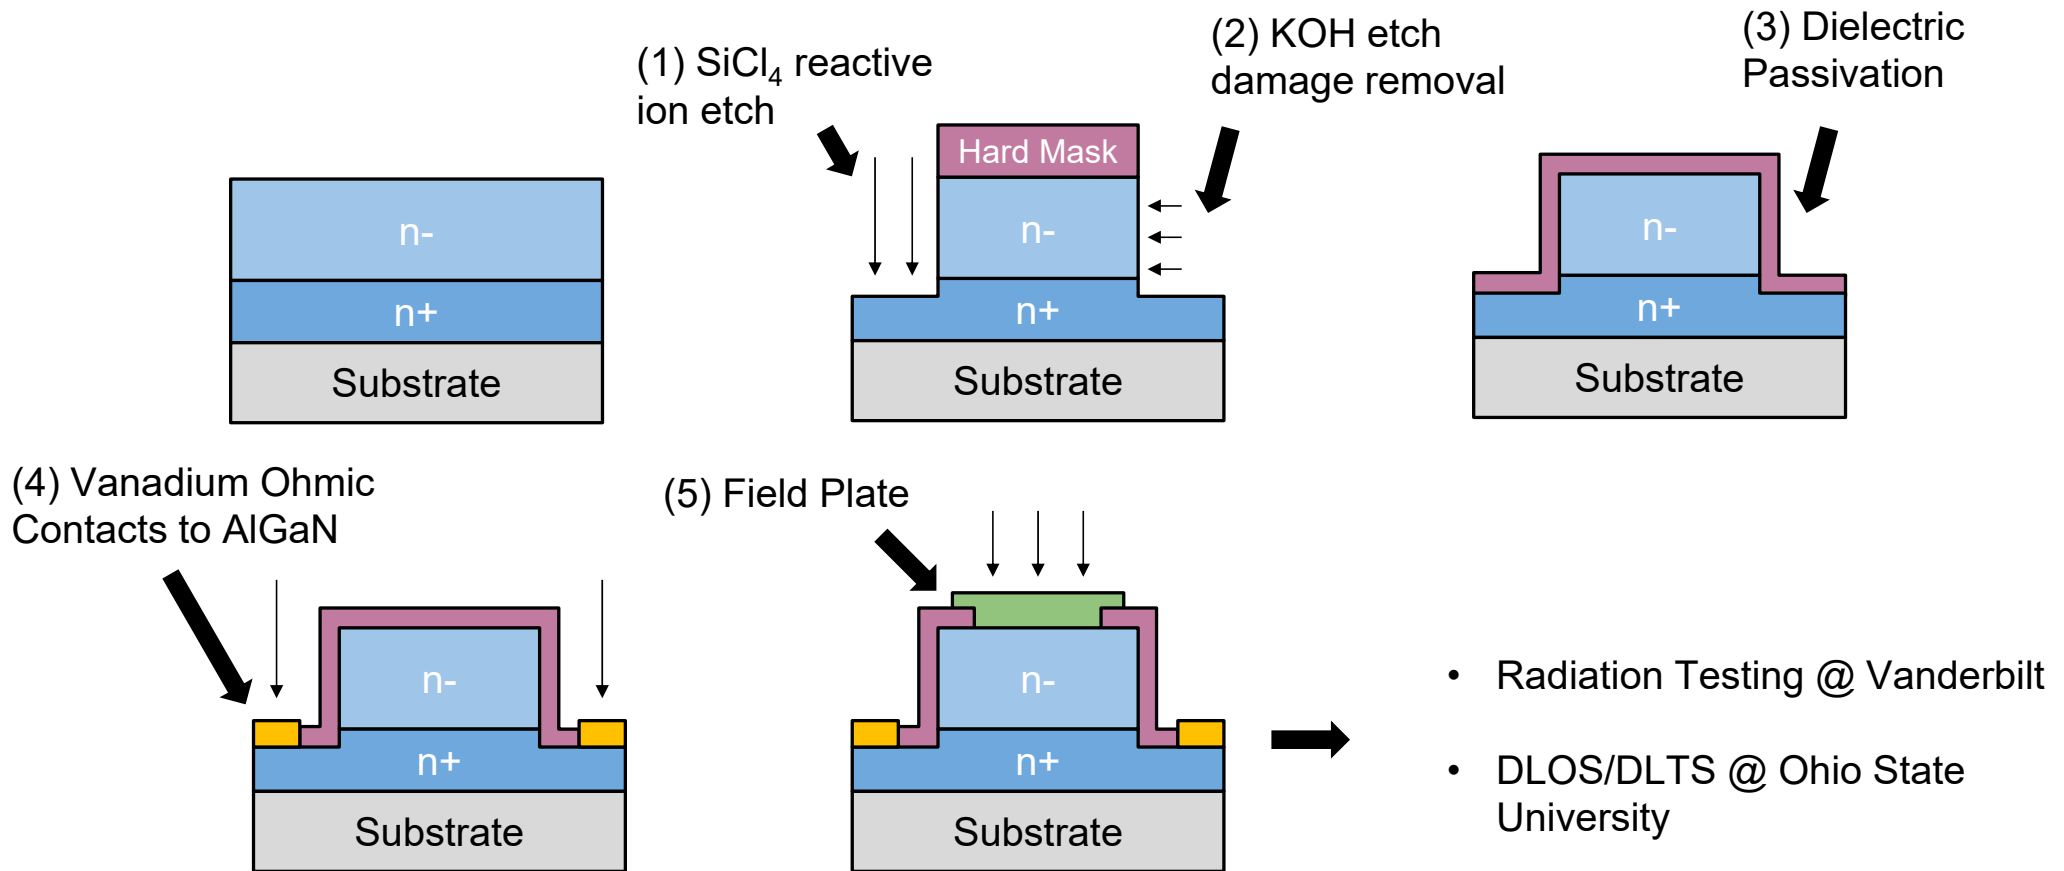 (1) SiCl₄ reactive
ion etch
(2) KOH etch
damage removal
(3) Dielectric
Passivation
n-
n+
Substrate
Hard Mask
n-
n+
Substrate
n-
n+
Substrate
(4) Vanadium Ohmic
Contacts to AlGaN
n-
n+
Substrate
(5) Field Plate
n-
n+
Substrate
• Radiation Testing @ Vanderbilt
• DLOS/DLTS @ Ohio State
University